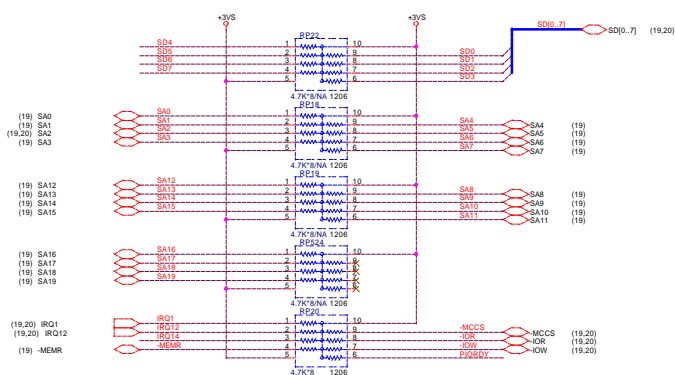 +3VS +3VS
SD[0..7] SD[0..7] (19,20)
RP22
SD4 1 10
SD5 2 9 SD0
SD6 3 8 SD1
SD7 4 7 SD2
5 6 SD3
4.7K*8/NA 1206
RP18
(19) SA0 SA0 1 10
(19) SA1 SA1 2 9 SA4 SA4 (19)
(19,20) SA2 SA2 3 8 SA5 SA5 (19)
(19) SA3 SA3 4 7 SA6 SA6 (19)
5 6 SA7 SA7 (19)
4.7K*8/NA 1206
RP19
(19) SA12 SA12 1 10
(19) SA13 SA13 2 9 SA8 SA8 (19)
(19) SA14 SA14 3 8 SA9 SA9 (19)
(19) SA15 SA15 4 7 SA10 SA10 (19)
5 6 SA11 SA11 (19)
4.7K*8/NA 1206
RP524
(19) SA16 SA16 1 10
(19) SA17 SA17 2 9
(19) SA18 SA18 3 8
(19) SA19 SA19 4 7
5 6
4.7K*8/NA 1206
RP20
(19,20) IRQ1 IRQ1 1 10
(19,20) IRQ12 IRQ12 2 9 -MCCS -MCCS (19,20)
IRQ14 3 8 -IOR -IOR (19,20)
(19) -MEMR -MEMR 4 7 -IOW -IOW (19,20)
5 6 PIORDY
4.7K*8 1206